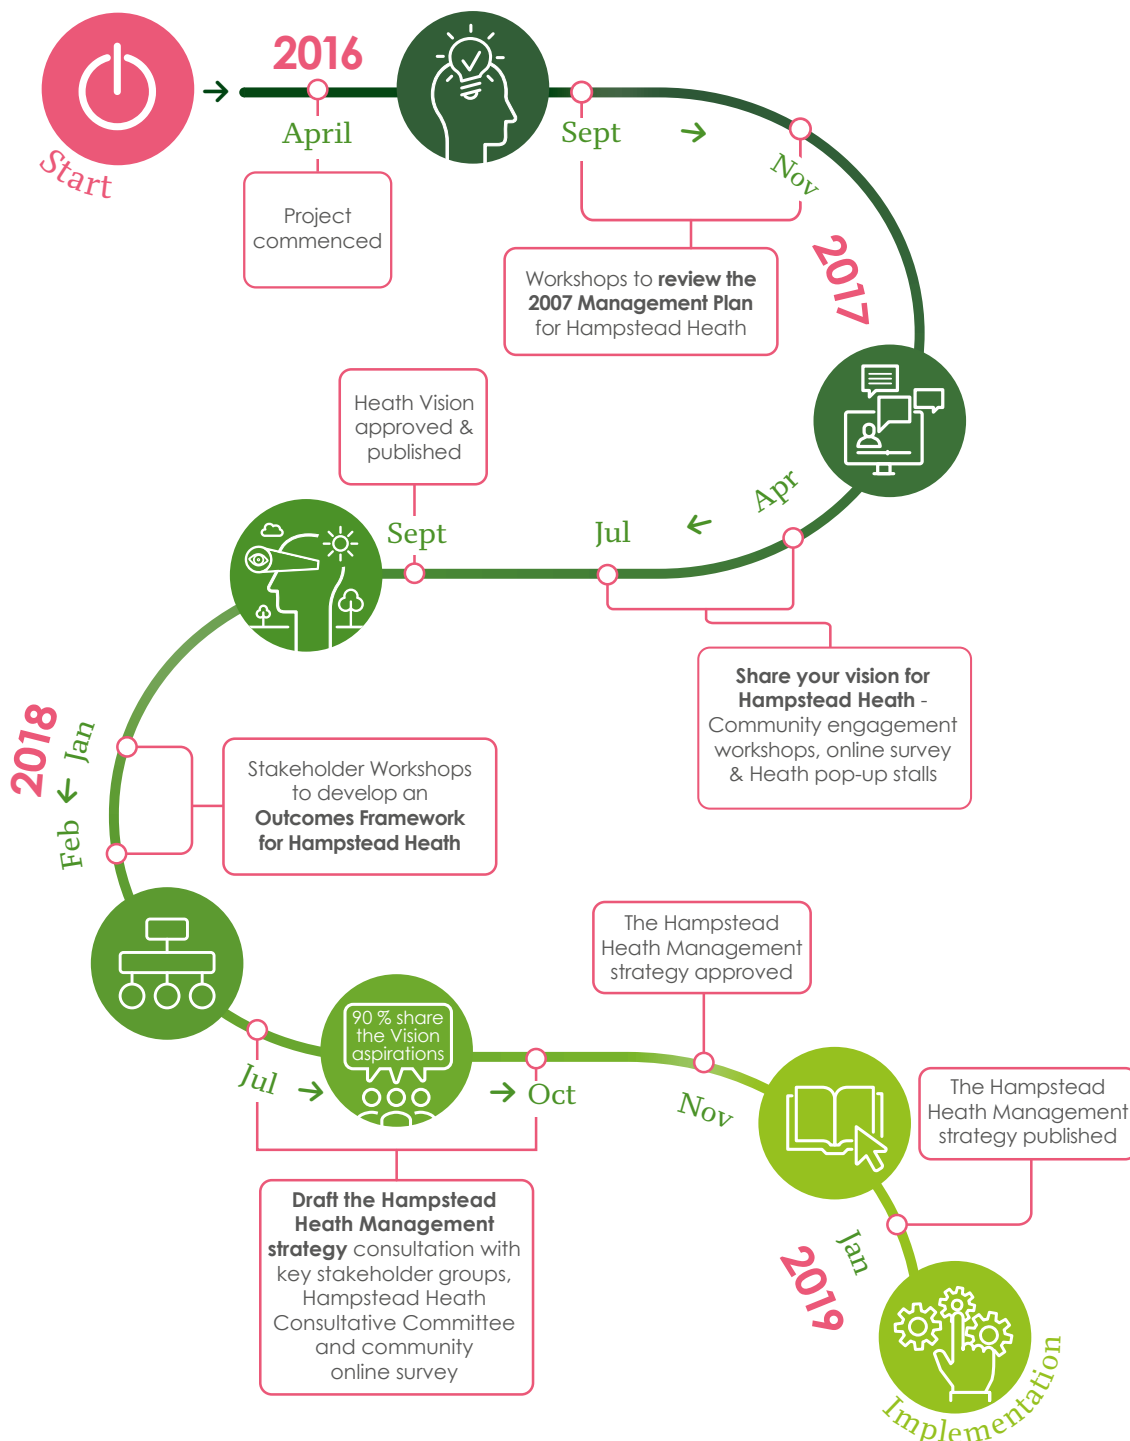 Start
2016
April
Project
commenced
Sept
Nov
Workshops to review the
2007 Management Plan
for Hampstead Heath
2017
Apr
Jul
Share your vision for
Hampstead Heath -
Community engagement
workshops, online survey
& Heath pop-up stalls
Sept
Heath Vision
approved &
published
2018
Jan
Feb
Stakeholder Workshops
to develop an
Outcomes Framework
for Hampstead Heath
Jul
90 % share
the Vision
aspirations
Oct
Draft the Hampstead
Heath Management
strategy consultation with
key stakeholder groups,
Hampstead Heath
Consultative Committee
and community
online survey
Nov
The Hampstead
Heath Management
strategy approved
2019
Jan
The Hampstead
Heath Management
strategy published
Implementation